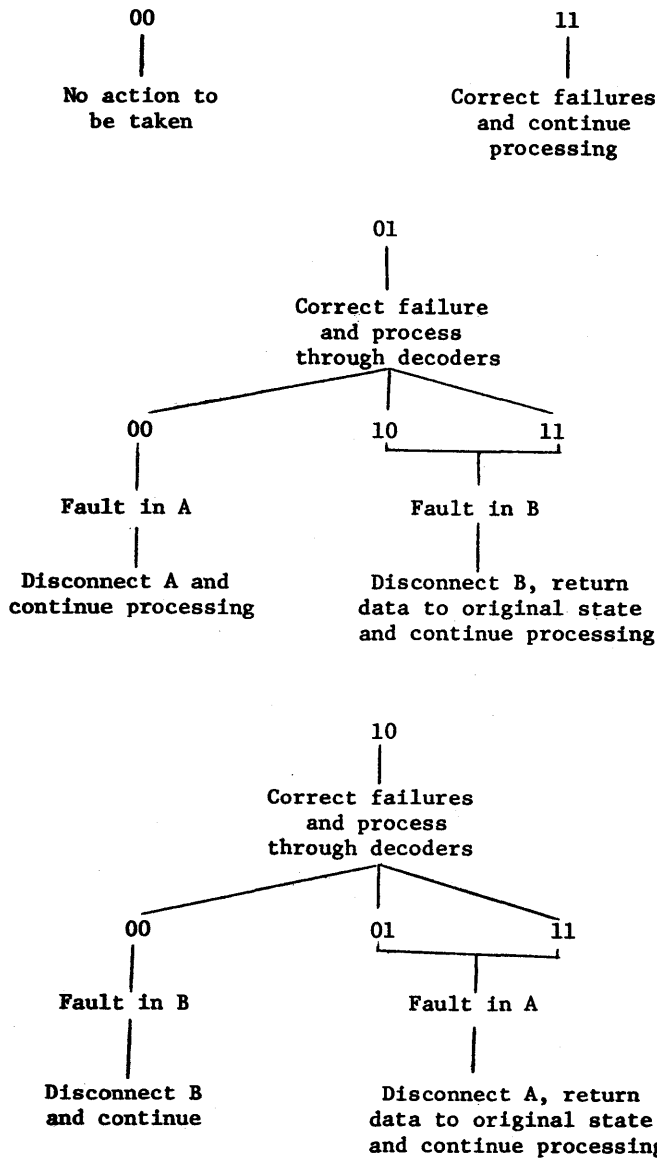 00 11
No action to Correct failures
be taken and continue
processing
01
Correct failure
and process
through decoders
00 10 11
Fault in A Fault in B
Disconnect A and Disconnect B, return
continue processing data to original state
and continue processing
10
Correct failures
and process
through decoders
00 01 11
Fault in B Fault in A
Disconnect B Disconnect A, return
and continue data to original state
and continue processing